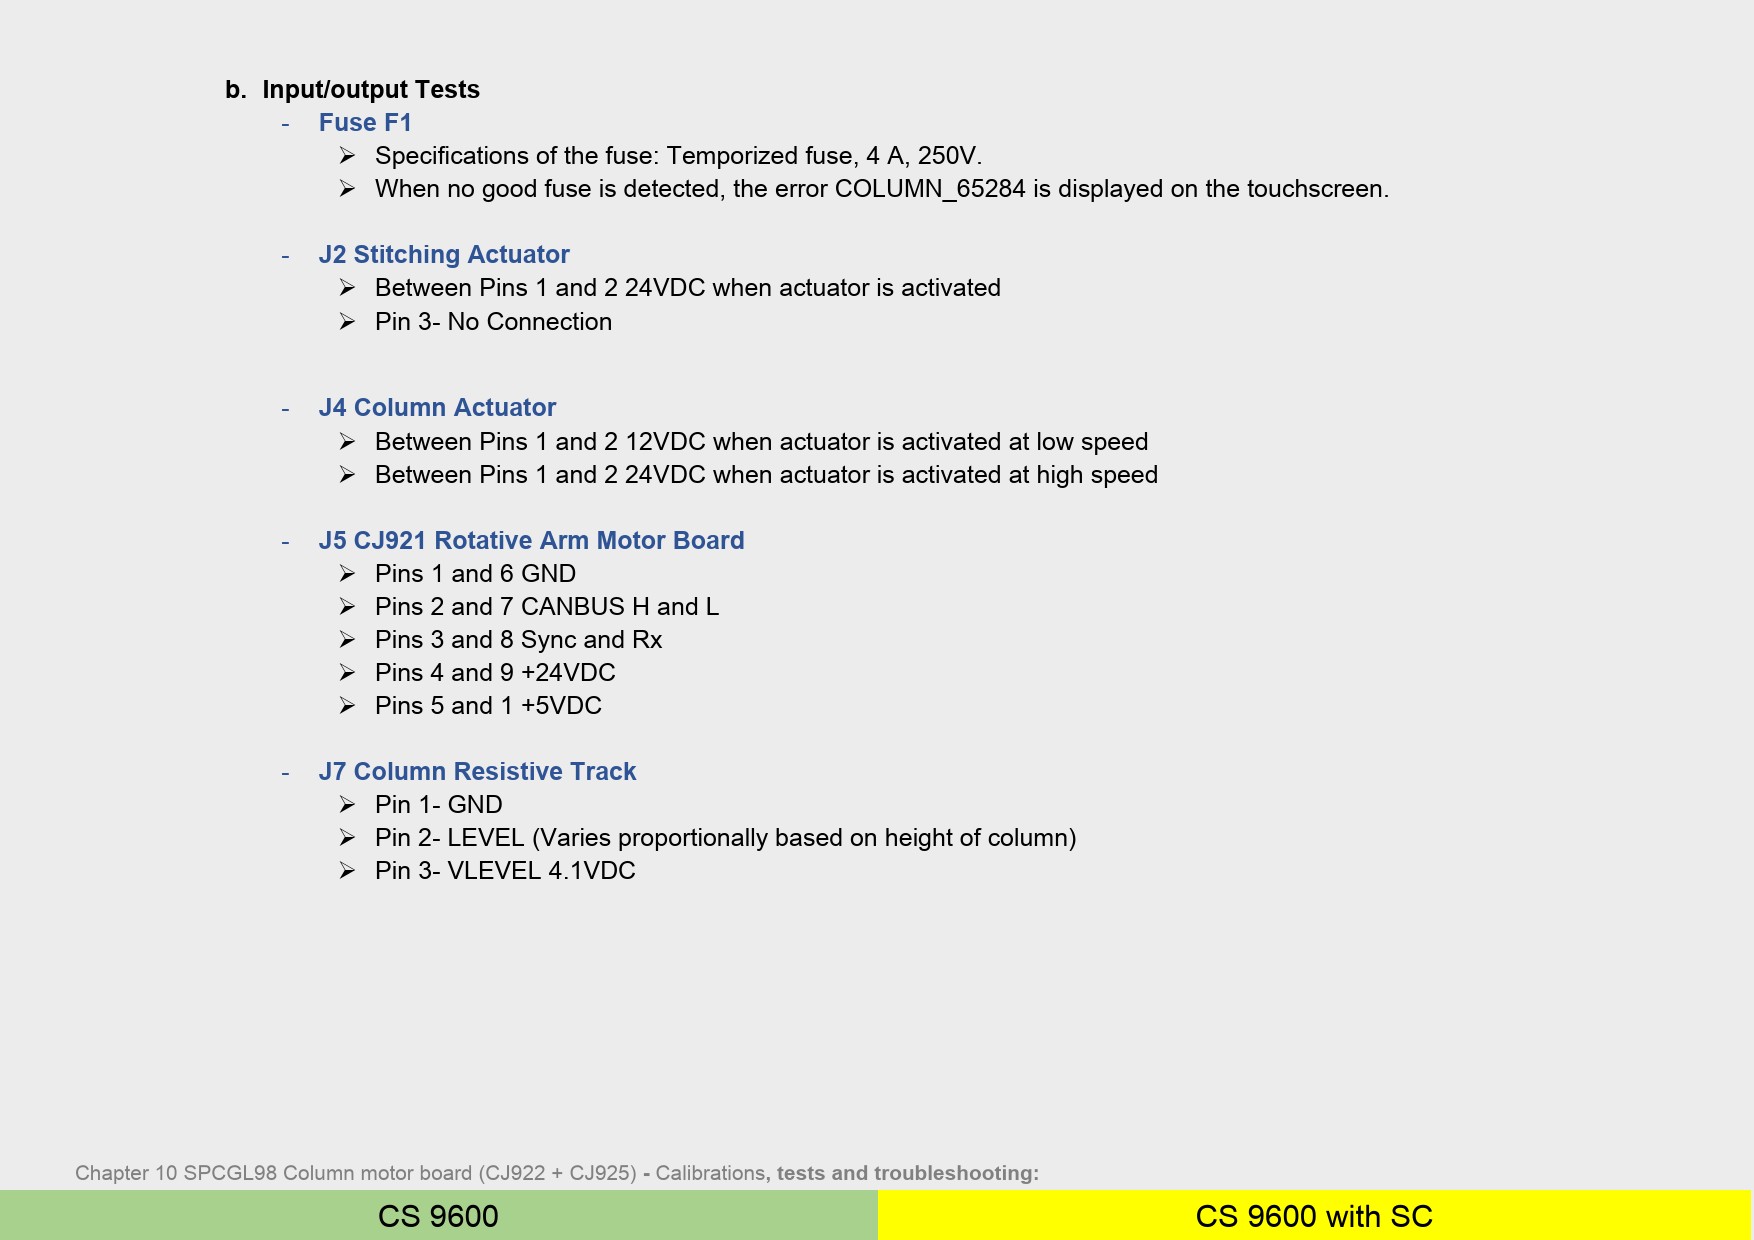 b. Input/output Tests
- Fuse F1
➢ Specifications of the fuse: Temporized fuse, 4 A, 250V.
➢ When no good fuse is detected, the error COLUMN_65284 is displayed on the touchscreen.
- J2 Stitching Actuator
➢ Between Pins 1 and 2 24VDC when actuator is activated
➢ Pin 3- No Connection
- J4 Column Actuator
➢ Between Pins 1 and 2 12VDC when actuator is activated at low speed
➢ Between Pins 1 and 2 24VDC when actuator is activated at high speed
- J5 CJ921 Rotative Arm Motor Board
➢ Pins 1 and 6 GND
➢ Pins 2 and 7 CANBUS H and L
➢ Pins 3 and 8 Sync and Rx
➢ Pins 4 and 9 +24VDC
➢ Pins 5 and 1 +5VDC
- J7 Column Resistive Track
➢ Pin 1- GND
➢ Pin 2- LEVEL (Varies proportionally based on height of column)
➢ Pin 3- VLEVEL 4.1VDC
Chapter 10 SPCGL98 Column motor board (CJ922 + CJ925) - Calibrations, tests and troubleshooting:
CS 9600
CS 9600 with SC